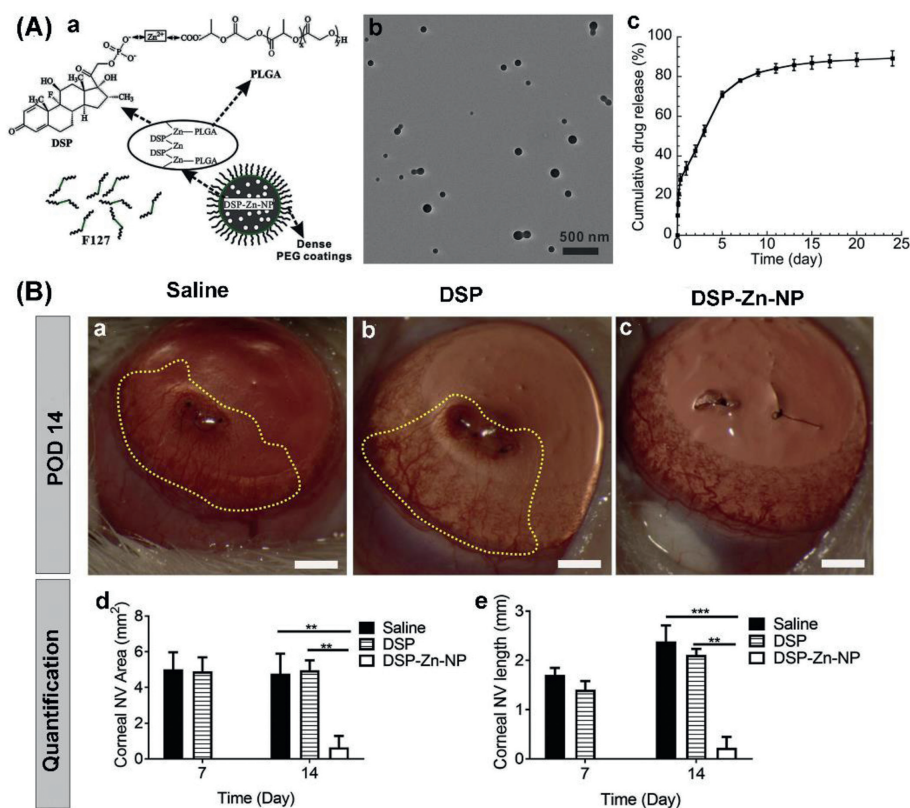 (A)
a
Zn2+
COO
O
O
O
O
O
x
O
y
H
PLGA
DSP
Zn—PLGA
DSP
Zn
DSP
Zn—PLGA
DSP-Zn-NP
F127
Dense
PEG coatings
b
500 nm
c
Cumulative drug release (%)
100
80
60
40
20
0
0 5 10 15 20 25
Time (day)
(B)
Saline DSP DSP-Zn-NP
POD 14
a b c
Quantification
d
Corneal NV Area (mm2)
8
6
4
2
0
7 14
Time (Day)
**
**
Saline
DSP
DSP-Zn-NP
e
Corneal NV length (mm)
3
2
1
0
7 14
Time (Day)
***
**
Saline
DSP
DSP-Zn-NP